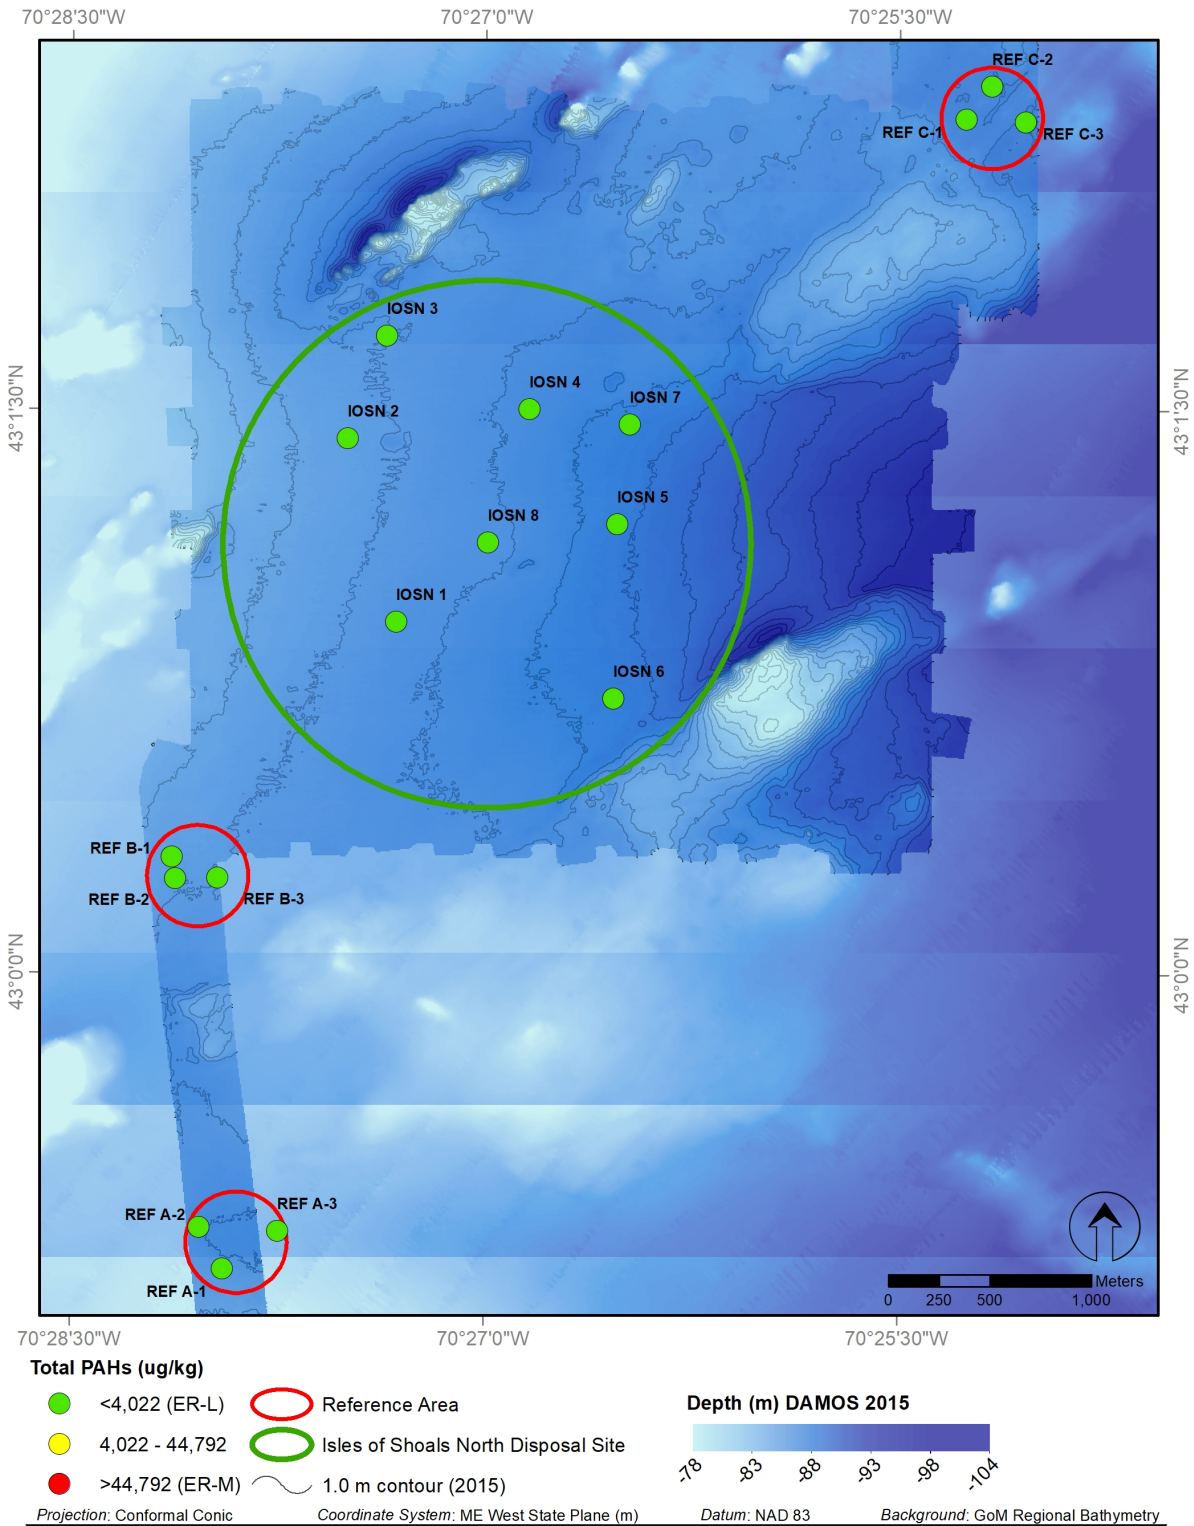 70°28'30"W 70°27'0"W 70°25'30"W
REF C-2
REF C-1
REF C-3
IOSN 3
IOSN 4
43°1'30"N
IOSN 7
43°1'30"N
IOSN 2
IOSN 5
IOSN 8
IOSN 1
IOSN 6
REF B-1
REF B-2
REF B-3
43°0'0"N
43°0'0"N
REF A-3
REF A-2
REF A-1
Meters
0 250 500 1,000
70°28'30"W 70°27'0"W 70°25'30"W
Total PAHs (ug/kg)
<4,022 (ER-L)
4,022 - 44,792
>44,792 (ER-M)
Reference Area
Isles of Shoals North Disposal Site
1.0 m contour (2015)
Depth (m) DAMOS 2015
-78 -83 -88 -93 -98 -104
Projection: Conformal Conic Coordinate System: ME West State Plane (m) Datum: NAD 83 Background: GoM Regional Bathymetry